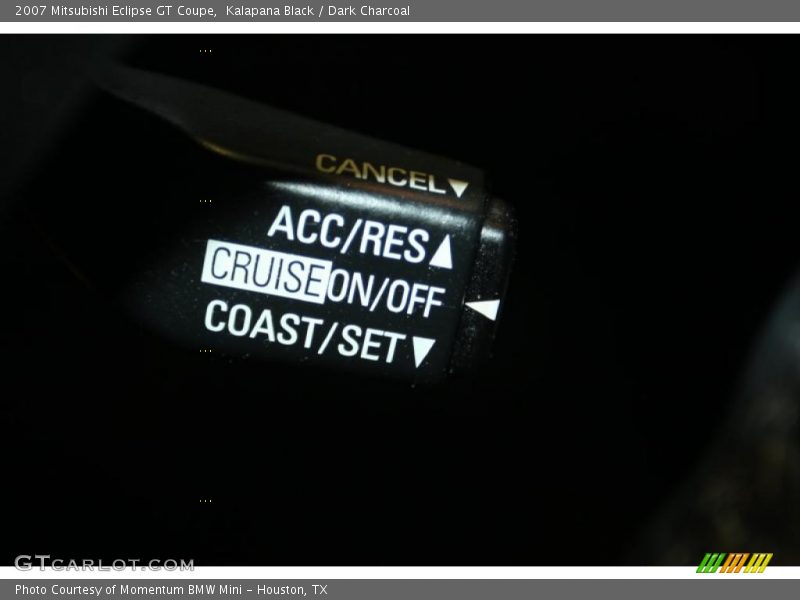 2007 Mitsubishi Eclipse GT Coupe,  Kalapana Black / Dark Charcoal
CANCEL▼
ACC/RES▲
CRUISE ON/OFF ◀
COAST/SET▼
GTCARLOT.COM
Photo Courtesy of Momentum BMW Mini – Houston, TX